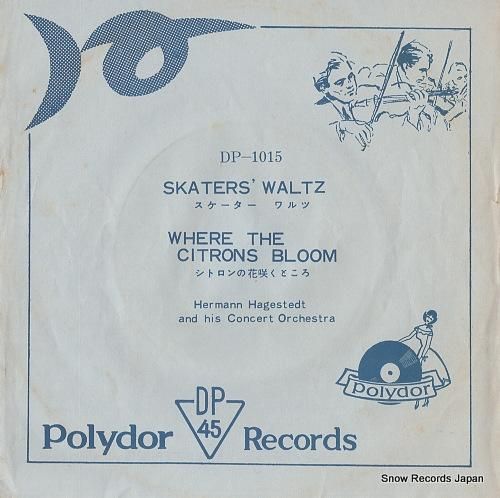 DP-1015
SKATERS' WALTZ
スケーター ワルツ
WHERE THE
CITRONS BLOOM
シトロンの花咲くところ
Hermann Hagestedt
and his Concert Orchestra
polydor
Polydor DP 45 Records
Snow Records Japan